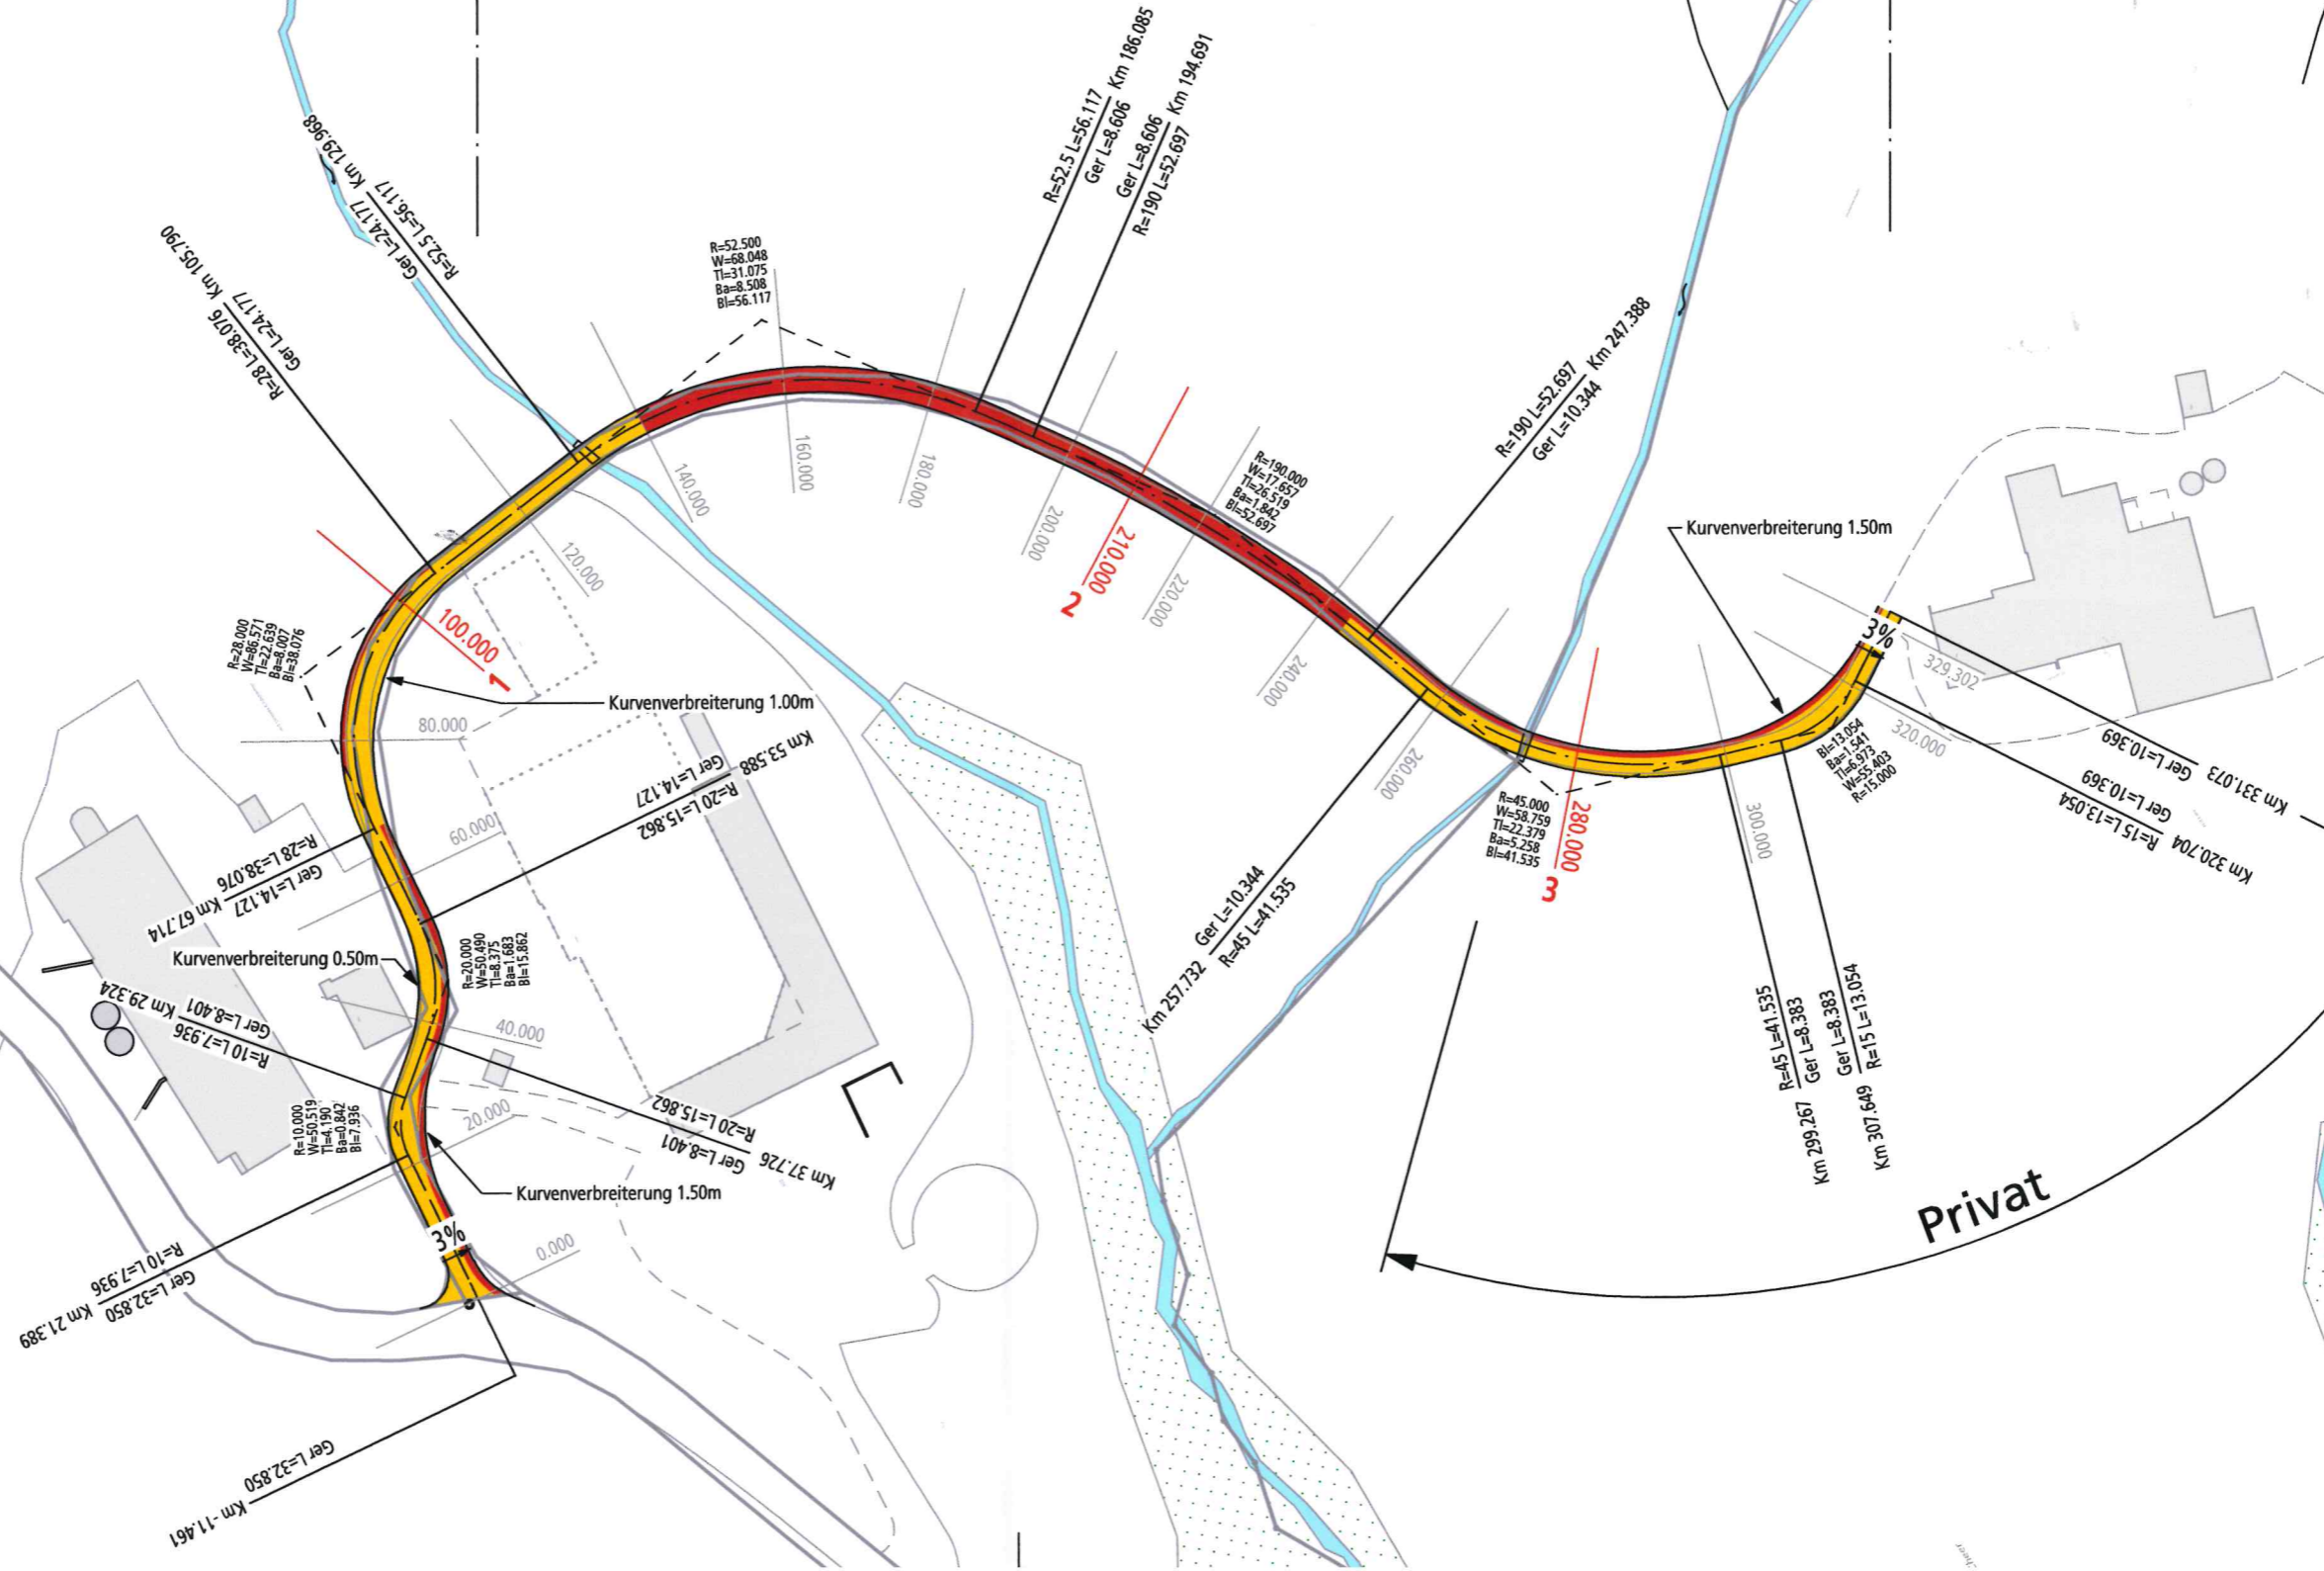 Km 129.968
Ger L=24.177
R=52.5 L=56.117
Km 105.790
R=28 L=38.076
Ger L=24.177
R=52.500
W=68.048
Tl=31.075
Ba=8.508
Bl=56.117
R=52.5 L=56.117
Km 186.085
Ger L=8.606
Ger L=8.606
Km 194.691
R=190 L=52.697
R=190 L=52.697
Km 247.388
Ger L=10.344
R=190.000
W=17.657
Tl=26.519
Ba=1.842
Bl=52.697
140.000
160.000
180.000
200.000
210.000
2
220.000
240.000
260.000
120.000
100.000
1
R=28.000
W=86.571
Tl=22.639
Ba=8.007
Bl=38.076
Kurvenverbreiterung 1.50m
Kurvenverbreiterung 1.00m
80.000
3%
329.302
320.000
Bl=13.054
Ba=1.541
Tl=6.973
W=55.403
R=15.000
Ger L=10.369
Km 331.073
Ger L=10.369
R=15 L=13.054
Km 320.704
Km 53.588
Ger L=14.127
R=20 L=15.862
60.000
R=28 L=38.076
Ger L=14.127
Km 67.714
R=45.000
W=58.759
Tl=22.379
Ba=5.258
Bl=41.535
280.000
3
300.000
Ger L=10.344
Km 257.732
R=45 L=41.535
Kurvenverbreiterung 0.50m
R=20.000
W=50.490
Tl=8.375
Ba=1.683
Bl=15.862
Km 29.324
Ger L=8.401
R=10 L=7.936
40.000
20.000
R=10.000
W=50.519
Tl=4.190
Ba=0.842
Bl=7.936
R=20 L=15.862
Km 37.726
Ger L=8.401
R=45 L=41.535
Km 299.267
Ger L=8.383
Ger L=8.383
Km 307.649
R=15 L=13.054
Kurvenverbreiterung 1.50m
Privat
3%
0.000
R=10 L=7.936
Km 21.389
Ger L=32.850
Ger L=32.850
Km -11.461